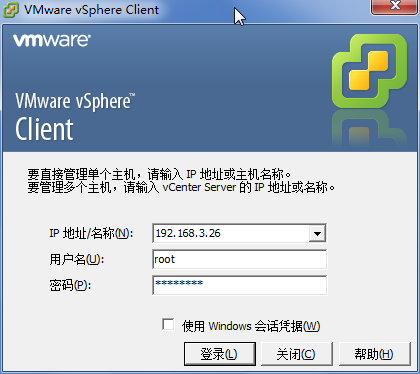 VMware vSphere Client
vmware®
VMware vSphere™
Client
要直接管理单个主机，请输入 IP 地址或主机名称。
要管理多个主机，请输入 vCenter Server 的 IP 地址或名称。
IP 地址/名称(N): 192.168.3.26
用户名(U): root
密码(P): ********
使用 Windows 会话凭据(W)
登录(L) 关闭(C) 帮助(H)